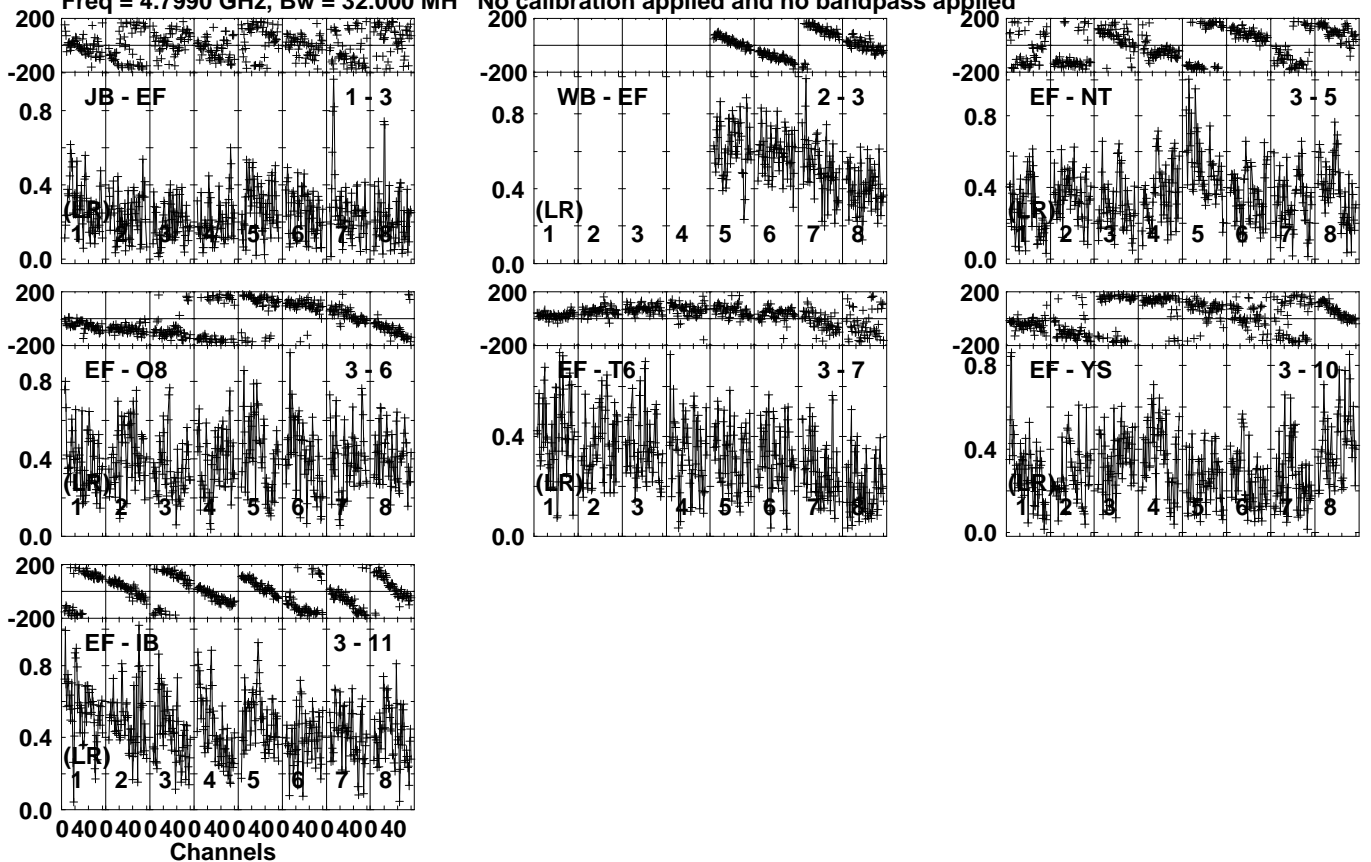 Freq = 4.7990 GHz, Bw = 32.000 MH No calibration applied and no bandpass applied
200
-200
JB - EF 1 - 3
0.8
0.4
0.0
(LR)
1 2 3 4 5 6 7 8
200
-200
WB - EF 2 - 3
0.8
0.4
0.0
(LR)
1 2 3 4 5 6 7 8
200
-200
EF - NT 3 - 5
0.8
0.4
0.0
(LR)
1 2 3 4 5 6 7 8
200
-200
EF - O8 3 - 6
0.8
0.4
0.0
(LR)
1 2 3 4 5 6 7 8
200
-200
EF - T6 3 - 7
0.4
0.0
(LR)
1 2 3 4 5 6 7 8
200
-200
EF - YS 3 - 10
0.8
0.4
0.0
(LR)
1 2 3 4 5 6 7 8
200
-200
EF - IB 3 - 11
0.8
0.4
0.0
(LR)
1 2 3 4 5 6 7 8
0 40 0 40 0 40 0 40 0 40 0 40 0 40 0 40
Channels